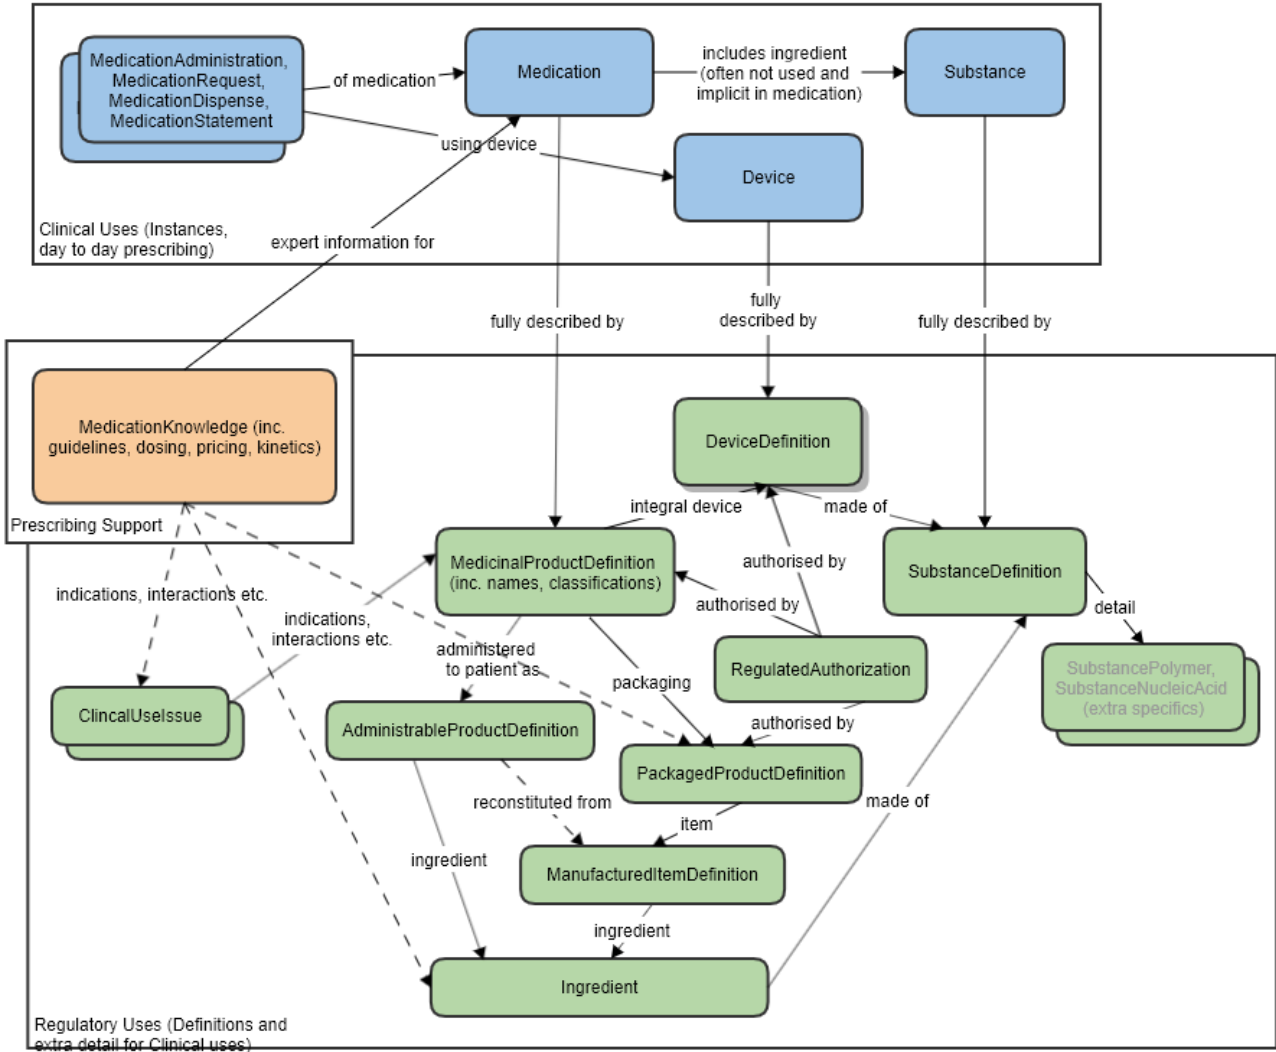 MedicationAdministration,
MedicationRequest,
MedicationDispense,
MedicationStatement
of medication
Medication
includes ingredient
(often not used and
implicit in medication)
Substance
using device
Device
Clinical Uses (Instances,
day to day prescribing)
expert information for
fully described by
fully
described by
fully described by
MedicationKnowledge (inc.
guidelines, dosing, pricing, kinetics)
Prescribing Support
DeviceDefinition
integral device
made of
MedicinalProductDefinition
(inc. names, classifications)
authorised by
SubstanceDefinition
indications, interactions etc.
indications,
interactions etc.
authorised by
detail
administered
to patient as
packaging
RegulatedAuthorization
SubstancePolymer,
SubstanceNucleicAcid
(extra specifics)
ClincalUseIssue
AdministrableProductDefinition
authorised by
PackagedProductDefinition
reconstituted from
item
made of
ingredient
ManufacturedItemDefinition
ingredient
Ingredient
Regulatory Uses (Definitions and
extra detail for Clinical uses)